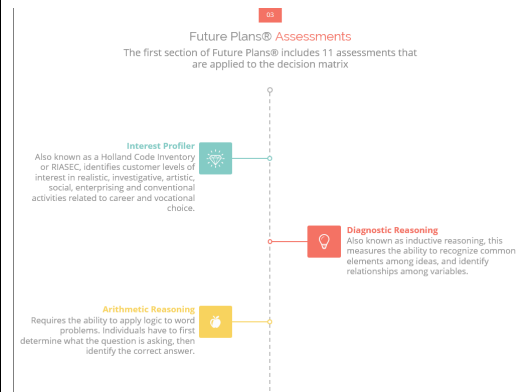 03
Future Plans® Assessments
The first section of Future Plans® includes 11 assessments that
are applied to the decision matrix
Interest Profiler
Also known as a Holland Code Inventory
or RIASEC, identifies customer levels of
interest in realistic, investigative, artistic,
social, enterprising and conventional
activities related to career and vocational
choice.
Diagnostic Reasoning
Also known as inductive reasoning, this
measures the ability to recognize common
elements among ideas, and identify
relationships among variables.
Arithmetic Reasoning
Requires the ability to apply logic to word
problems. Individuals have to first
determine what the question is asking, then
identify the correct answer.